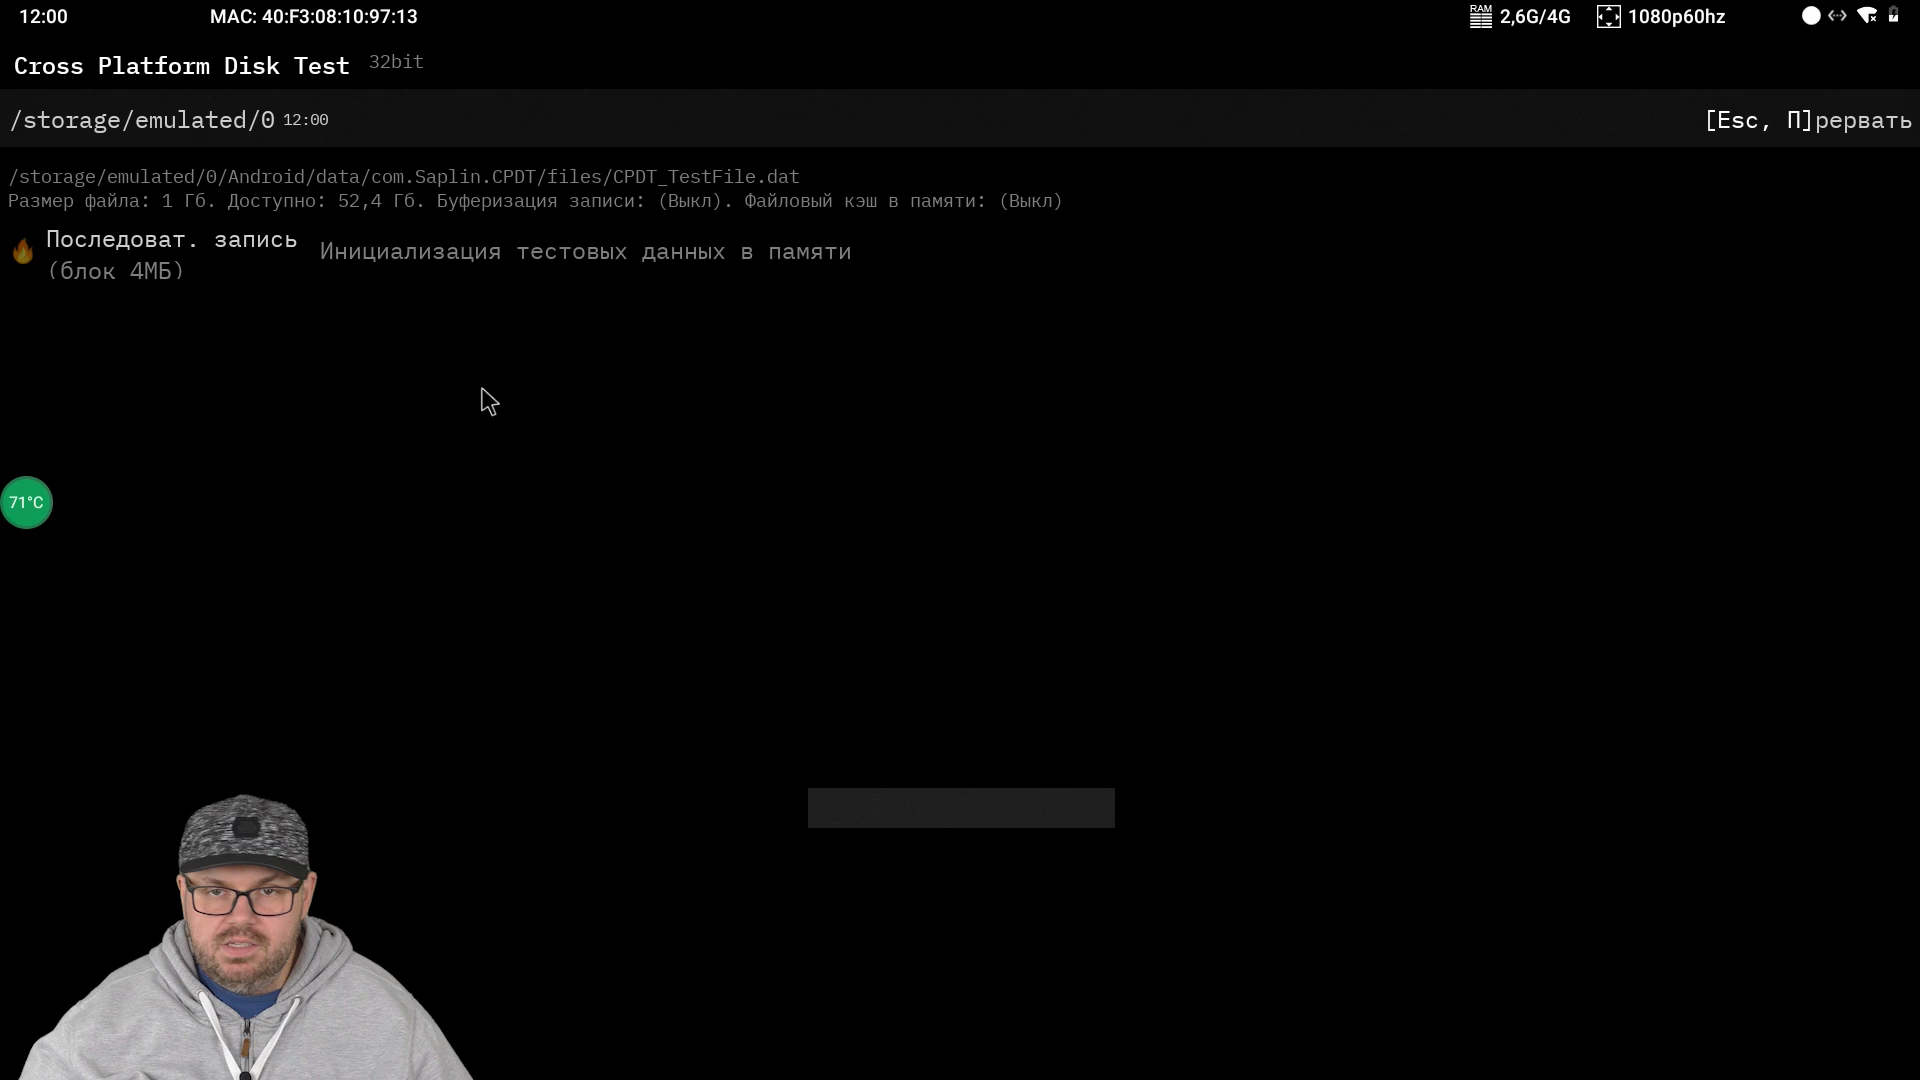 12:00 MAC: 40:F3:08:10:97:13 RAM 2,6G/4G 1080p60hz
Cross Platform Disk Test 32bit
/storage/emulated/0 12:00 [Esc, П]рервать
/storage/emulated/0/Android/data/com.Saplin.CPDT/files/CPDT_TestFile.dat
Размер файла: 1 Гб. Доступно: 52,4 Гб. Буферизация записи: (Выкл). Файловый кэш в памяти: (Выкл)
Последоват. запись Инициализация тестовых данных в памяти
(блок 4МБ)
71°C